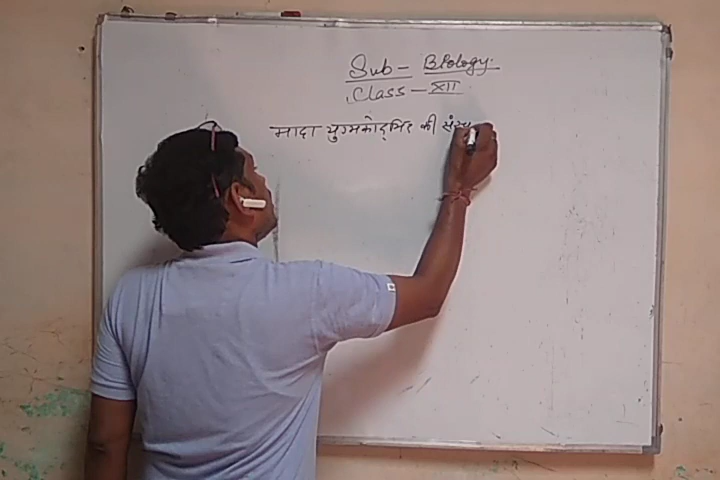 Sub - Biology.
Class - XII
मादा युग्मकोद्भिद की